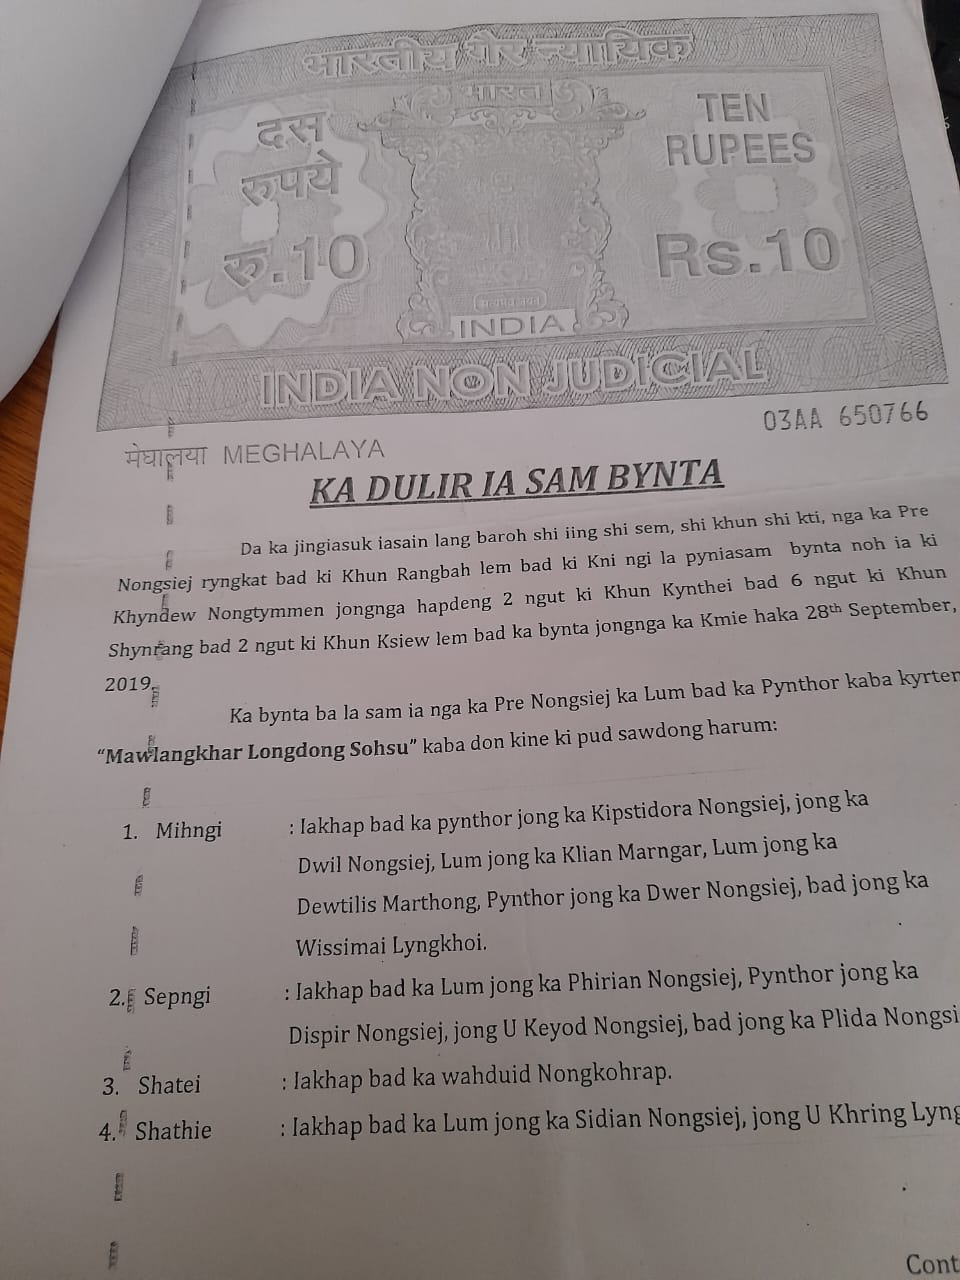 भारतीय गैर न्यायिक
भारत
दस
रुपये
रु.10
TEN
RUPEES
Rs.10
सत्यमेव जयते
INDIA
INDIA NON JUDICIAL
03AA 650766
मेघालया MEGHALAYA
KA DULIR IA SAM BYNTA
Da ka jingiasuk iasain lang baroh shi iing shi sem, shi khun shi kti, nga ka Pre
Nongsiej ryngkat bad ki Khun Rangbah lem bad ki Kni ngi la pyniasam bynta noh ia ki
Khyndew Nongtymmen jongnga hapdeng 2 ngut ki Khun Kynthei bad 6 ngut ki Khun
Shynrang bad 2 ngut ki Khun Ksiew lem bad ka bynta jongnga ka Kmie haka 28th September,
2019.
Ka bynta ba la sam ia nga ka Pre Nongsiej ka Lum bad ka Pynthor kaba kyrten
“Mawlangkhar Longdong Sohsu” kaba don kine ki pud sawdong harum:
1. Mihngi : Iakhap bad ka pynthor jong ka Kipstidora Nongsiej, jong ka
Dwil Nongsiej, Lum jong ka Klian Marngar, Lum jong ka
Dewtilis Marthong, Pynthor jong ka Dwer Nongsiej, bad jong ka
Wissimai Lyngkhoi.
2. Sepngi : Iakhap bad ka Lum jong ka Phirian Nongsiej, Pynthor jong ka
Dispir Nongsiej, jong U Keyod Nongsiej, bad jong ka Plida Nongsi
3. Shatei : Iakhap bad ka wahduid Nongkohrap.
4. Shathie : Iakhap bad ka Lum jong ka Sidian Nongsiej, jong U Khring Lyng
Cont